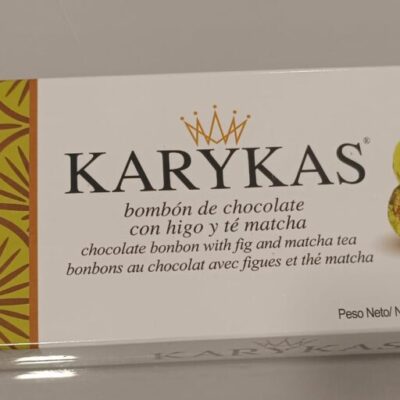 KARYKAS®
bombón de chocolate
con higo y té matcha
chocolate bonbon with fig and matcha tea
bonbons au chocolat avec figues et thé matcha
Peso Neto/ N
KARYKAS